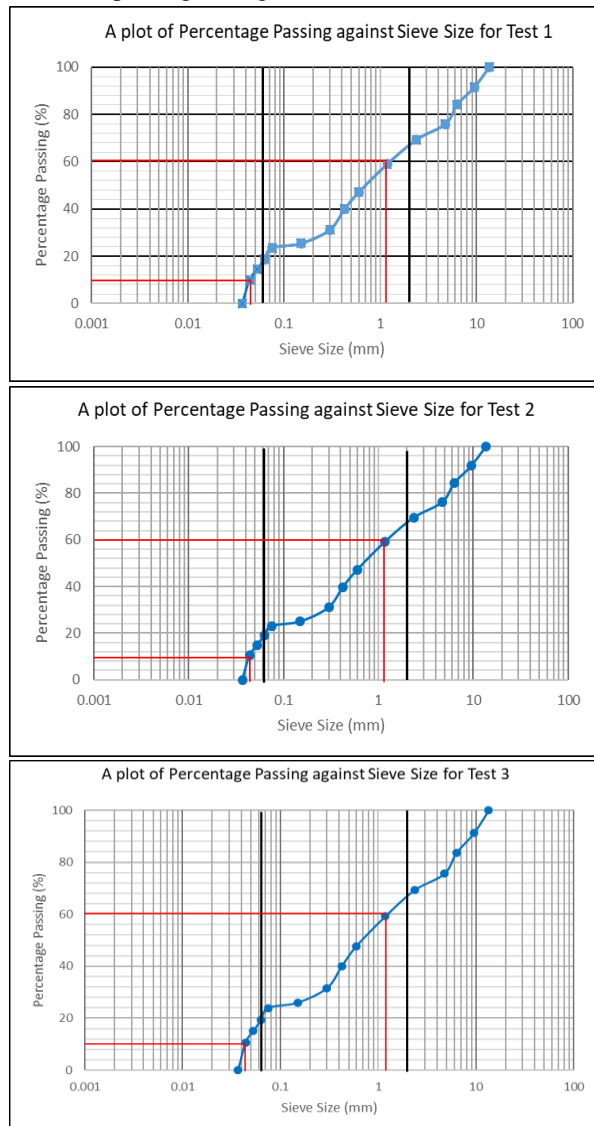 A plot of Percentage Passing against Sieve Size for Test 1
Percentage Passing (%)
100
80
60
40
20
0
0.001 0.01 0.1 1 10 100
Sieve Size (mm)
A plot of Percentage Passing against Sieve Size for Test 2
Percentage Passing (%)
100
80
60
40
20
0
0.001 0.01 0.1 1 10 100
Sieve Size (mm)
A plot of Percentage Passing against Sieve Size for Test 3
Percentage Passing (%)
100
80
60
40
20
0
0.001 0.01 0.1 1 10 100
Sieve Size (mm)